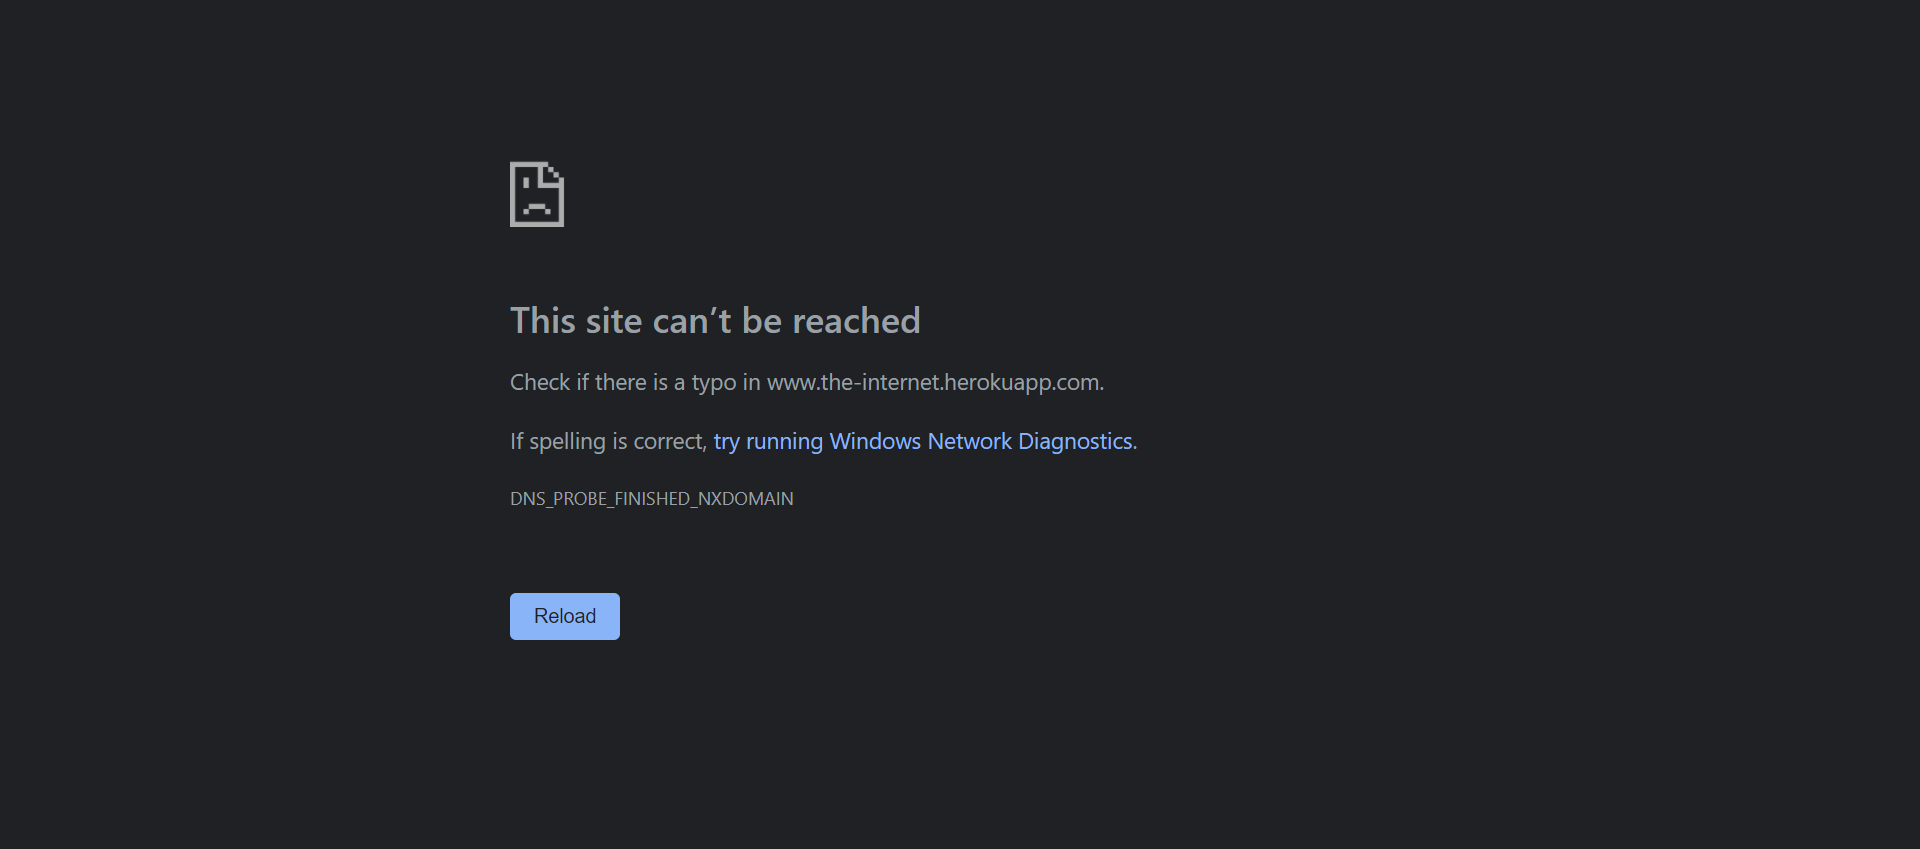 This site can’t be reached
Check if there is a typo in www.the-internet.herokuapp.com.
If spelling is correct, try running Windows Network Diagnostics.
DNS_PROBE_FINISHED_NXDOMAIN
Reload